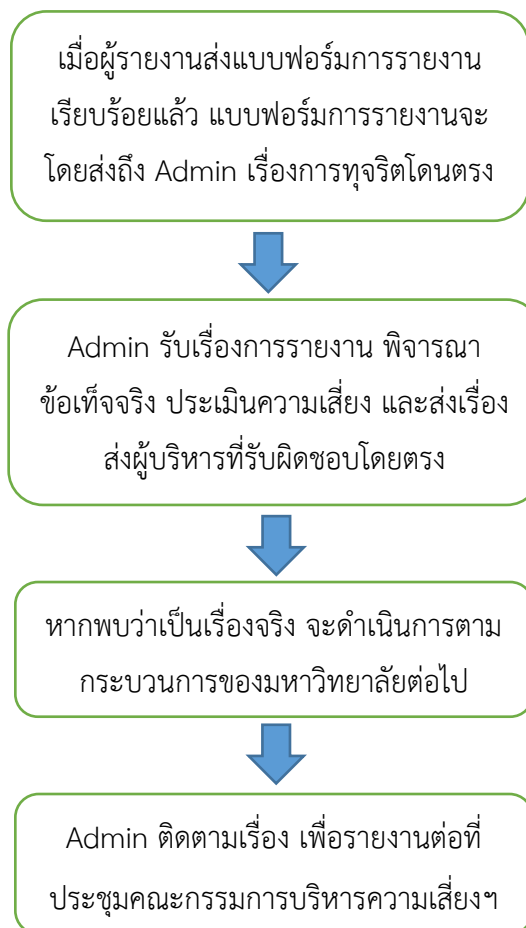 เมื่อผู้รายงานส่งแบบฟอร์มการรายงาน
เรียบร้อยแล้ว แบบฟอร์มการรายงานจะ
โดยส่งถึง Admin เรื่องการทุจริตโดนตรง
Admin รับเรื่องการรายงาน พิจารณา
ข้อเท็จจริง ประเมินความเสี่ยง และส่งเรื่อง
ส่งผู้บริหารที่รับผิดชอบโดยตรง
หากพบว่าเป็นเรื่องจริง จะดำเนินการตาม
กระบวนการของมหาวิทยาลัยต่อไป
Admin ติดตามเรื่อง เพื่อรายงานต่อที่
ประชุมคณะกรรมการบริหารความเสี่ยงฯ